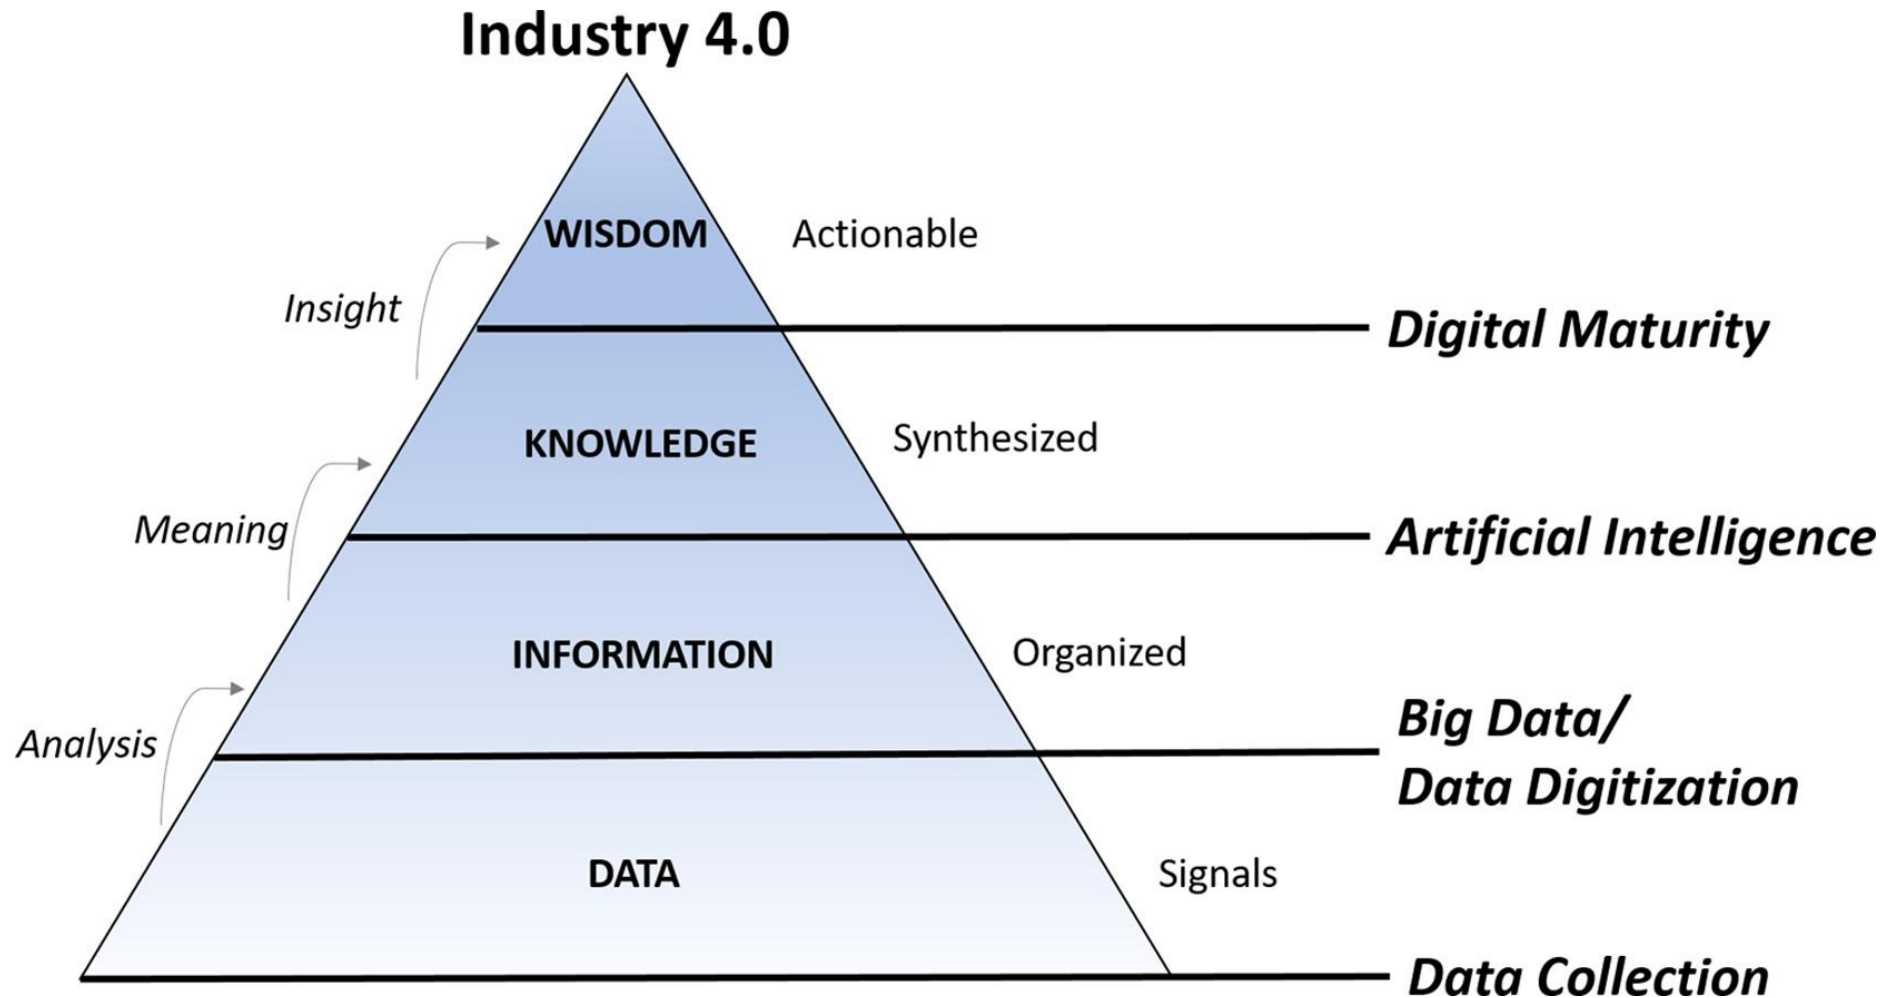 Industry 4.0
WISDOM
Actionable
Insight
Digital Maturity
KNOWLEDGE
Synthesized
Meaning
Artificial Intelligence
INFORMATION
Organized
Analysis
Big Data/
Data Digitization
DATA
Signals
Data Collection